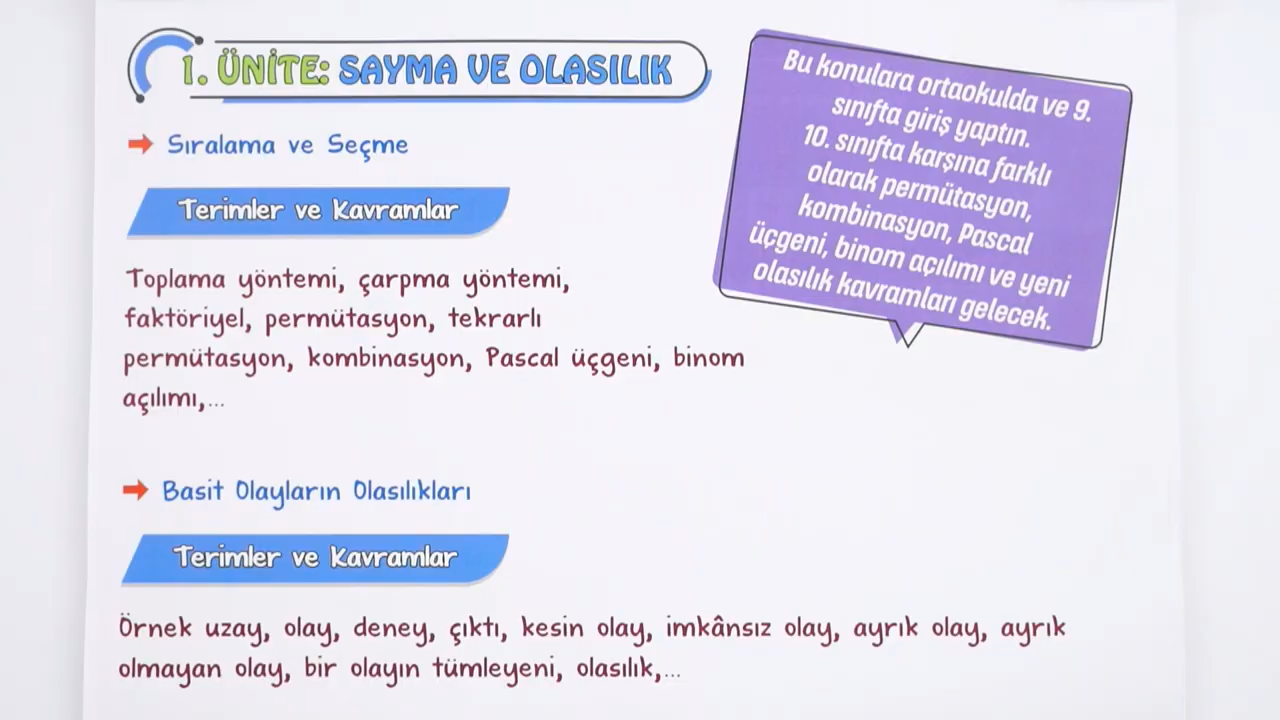 1. ÜNİTE: SAYMA VE OLASILIK
Sıralama ve Seçme
Terimler ve Kavramlar
Toplama yöntemi, çarpma yöntemi,
faktöriyel, permütasyon, tekrarlı
permütasyon, kombinasyon, Pascal üçgeni, binom
açılımı,...
Bu konulara ortaokulda ve 9.
sınıfta giriş yaptın.
10. sınıfta karşına farklı
olarak permütasyon,
kombinasyon, Pascal
üçgeni, binom açılımı ve yeni
olasılık kavramları gelecek.
Basit Olayların Olasılıkları
Terimler ve Kavramlar
Örnek uzay, olay, deney, çıktı, kesin olay, imkânsız olay, ayrık olay, ayrık
olmayan olay, bir olayın tümleyeni, olasılık,...